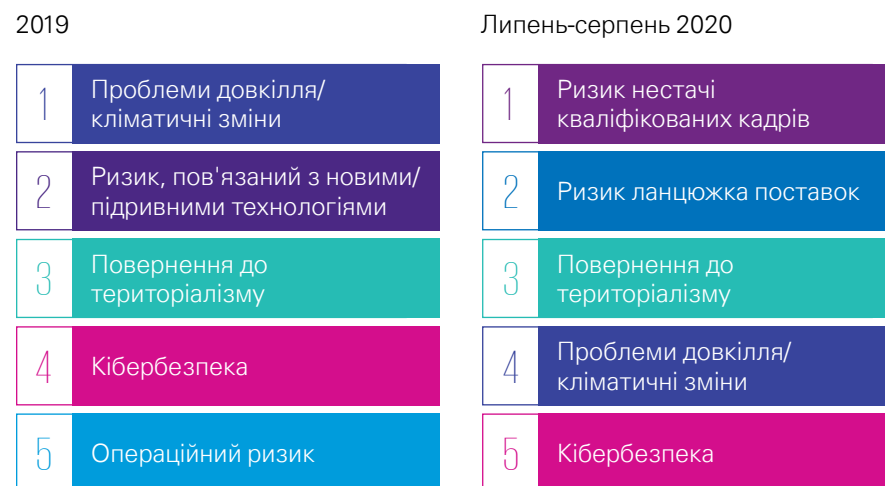 2019
1
Проблеми довкілля/
кліматичні зміни
2
Ризик, пов'язаний з новими/
підривними технологіями
3
Повернення до
територіалізму
4
Кібербезпека
5
Операційний ризик
Липень-серпень 2020
1
Ризик нестачі
кваліфікованих кадрів
2
Ризик ланцюжка поставок
3
Повернення до
територіалізму
4
Проблеми довкілля/
кліматичні зміни
5
Кібербезпека